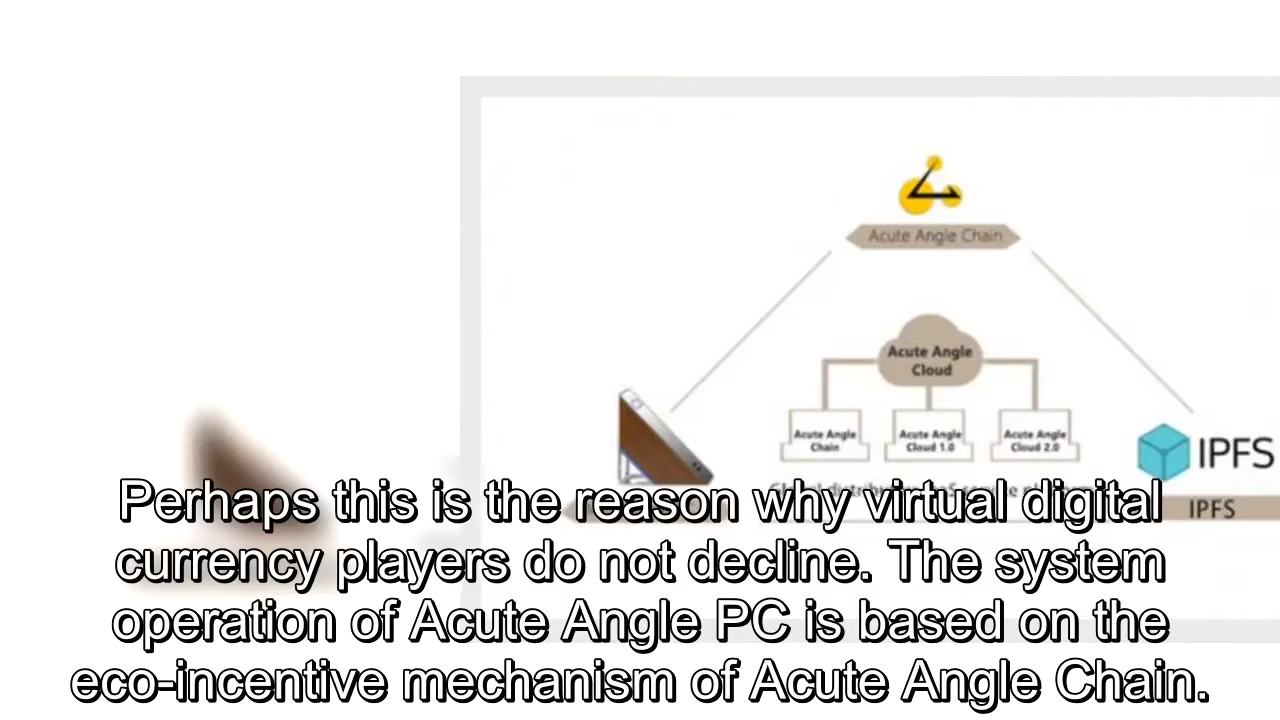 Acute Angle Chain
Acute Angle
Cloud
Acute Angle
Chain
Acute Angle
Cloud 1.0
Acute Angle
Cloud 2.0
IPFS
IPFS
Perhaps this is the reason why virtual digital
currency players do not decline. The system
operation of Acute Angle PC is based on the
eco-incentive mechanism of Acute Angle Chain.